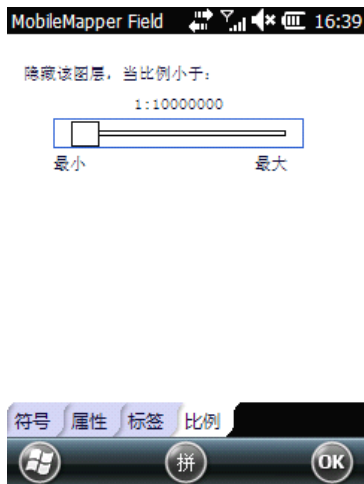 MobileMapper Field 16:39
隐藏该图层，当比例小于：
1:10000000
最小 最大
符号 属性 标签 比例
拼 OK